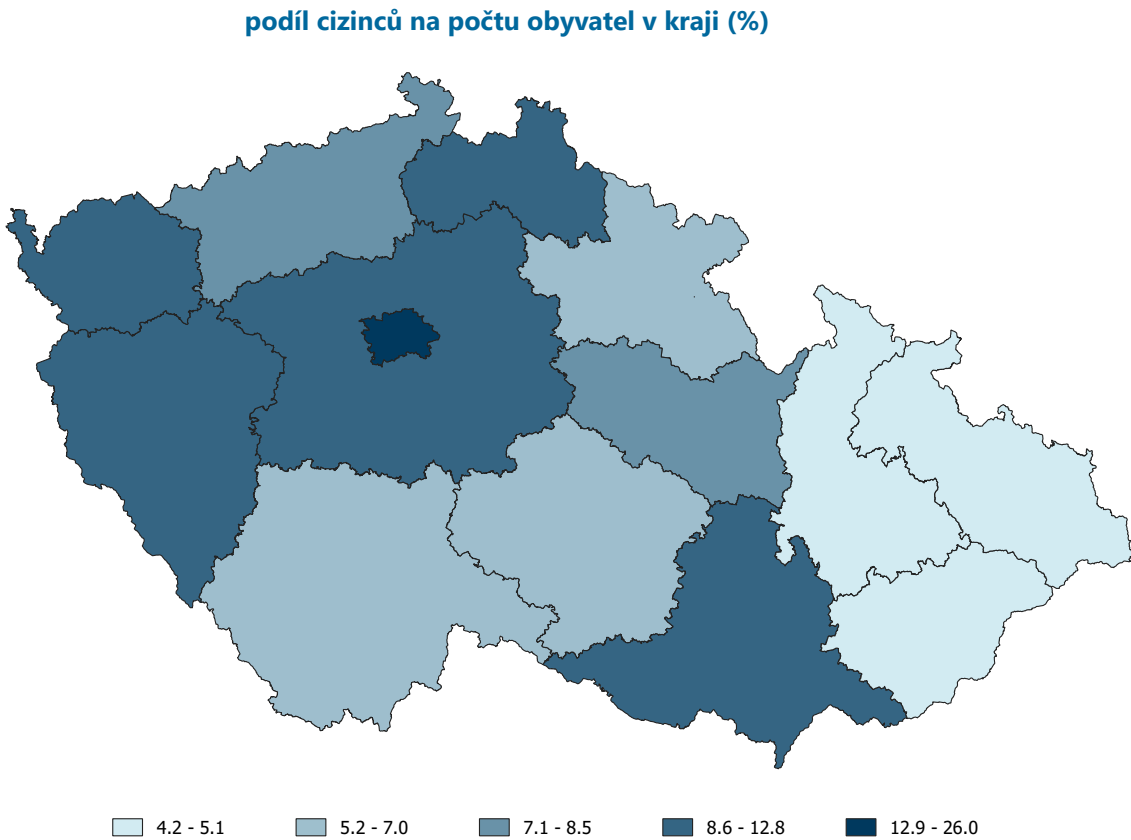 podíl cizinců na počtu obyvatel v kraji (%)
4.2 - 5.1 5.2 - 7.0 7.1 - 8.5 8.6 - 12.8 12.9 - 26.0